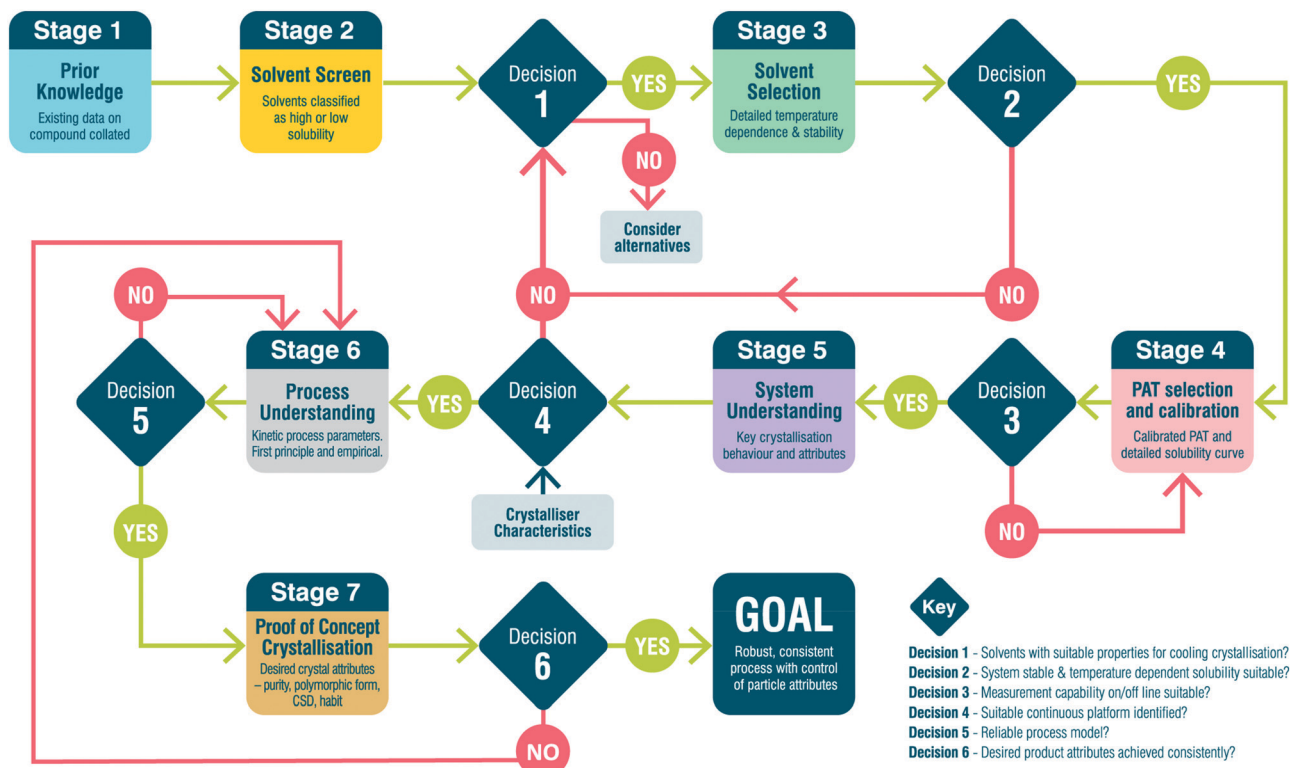 Stage 1
Prior
Knowledge
Existing data on
compound collated
Stage 2
Solvent Screen
Solvents classified
as high or low
solubility
Decision
1
YES
NO
Consider
alternatives
Stage 3
Solvent
Selection
Detailed temperature
dependence & stability
Decision
2
YES
NO
NO
NO
Decision
5
Stage 6
Process
Understanding
Kinetic process parameters.
First principle and empirical.
YES
Decision
4
Crystalliser
Characteristics
Stage 5
System
Understanding
Key crystallisation
behaviour and attributes
YES
Decision
3
NO
Stage 4
PAT selection
and calibration
Calibrated PAT and
detailed solubility curve
YES
Stage 7
Proof of Concept
Crystallisation
Desired crystal attributes
– purity, polymorphic form,
CSD, habit
Decision
6
YES
NO
GOAL
Robust, consistent
process with control
of particle attributes
Key
Decision 1 - Solvents with suitable properties for cooling crystallisation?
Decision 2 - System stable & temperature dependent solubility suitable?
Decision 3 - Measurement capability on/off line suitable?
Decision 4 - Suitable continuous platform identified?
Decision 5 - Reliable process model?
Decision 6 - Desired product attributes achieved consistently?